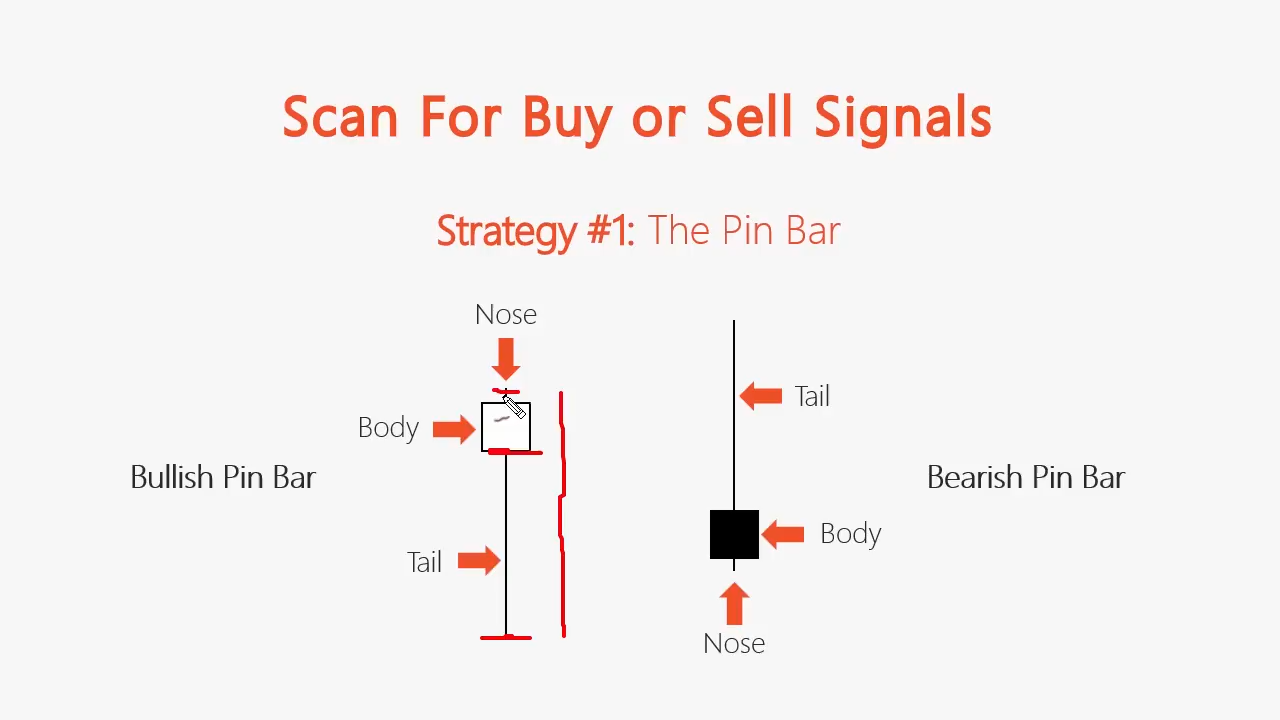 Scan For Buy or Sell Signals
Strategy #1: The Pin Bar
Nose
Tail
Body
Bullish Pin Bar
Bearish Pin Bar
Body
Tail
Nose